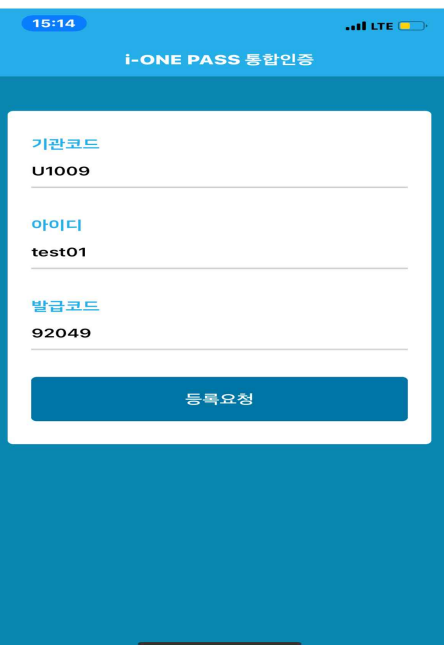 15:14
LTE
i-ONE PASS 통합인증
기관코드
U1009
아이디
test01
발급코드
92049
등록요청